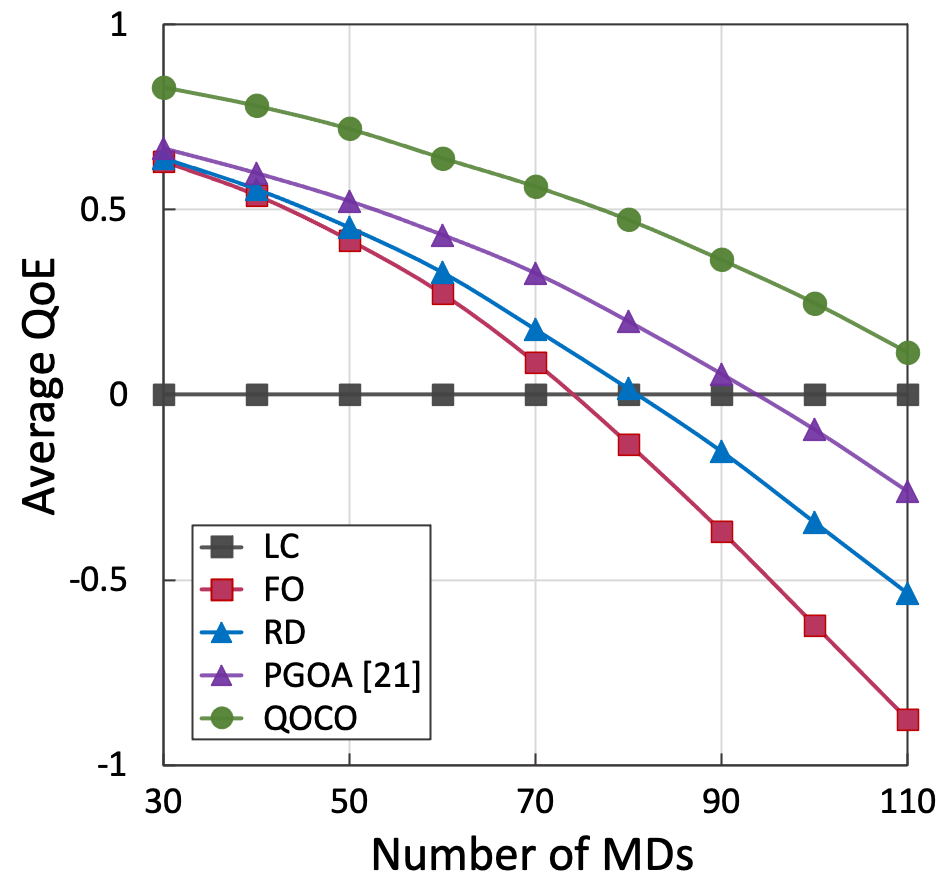 1
0.5
0
-0.5
-1
Average QoE
LC
FO
RD
PGOA [21]
QOCO
30 50 70 90 110
Number of MDs